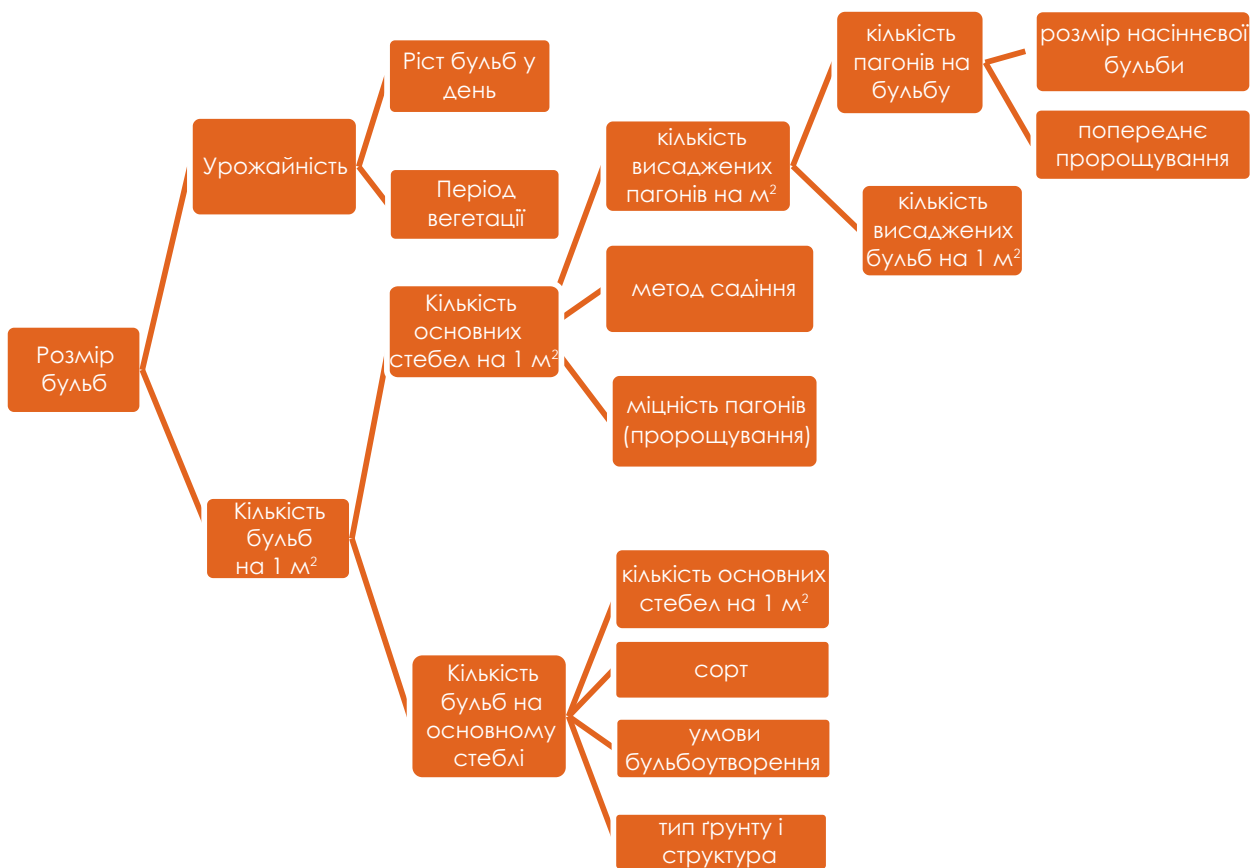 Розмір
бульб
Урожайність
Ріст бульб у
день
Період
вегетації
Кількість
бульб
на 1 м²
Кількість
основних
стебел на 1 м²
кількість
висаджених
пагонів на м²
кількість
пагонів на
бульбу
розмір насіннєвої
бульби
попереднє
пророщування
кількість
висаджених
бульб на 1 м²
метод садіння
міцність пагонів
(пророщування)
Кількість
бульб на
основному
стеблі
кількість основних
стебел на 1 м²
сорт
умови
бульбоутворення
тип ґрунту і
структура